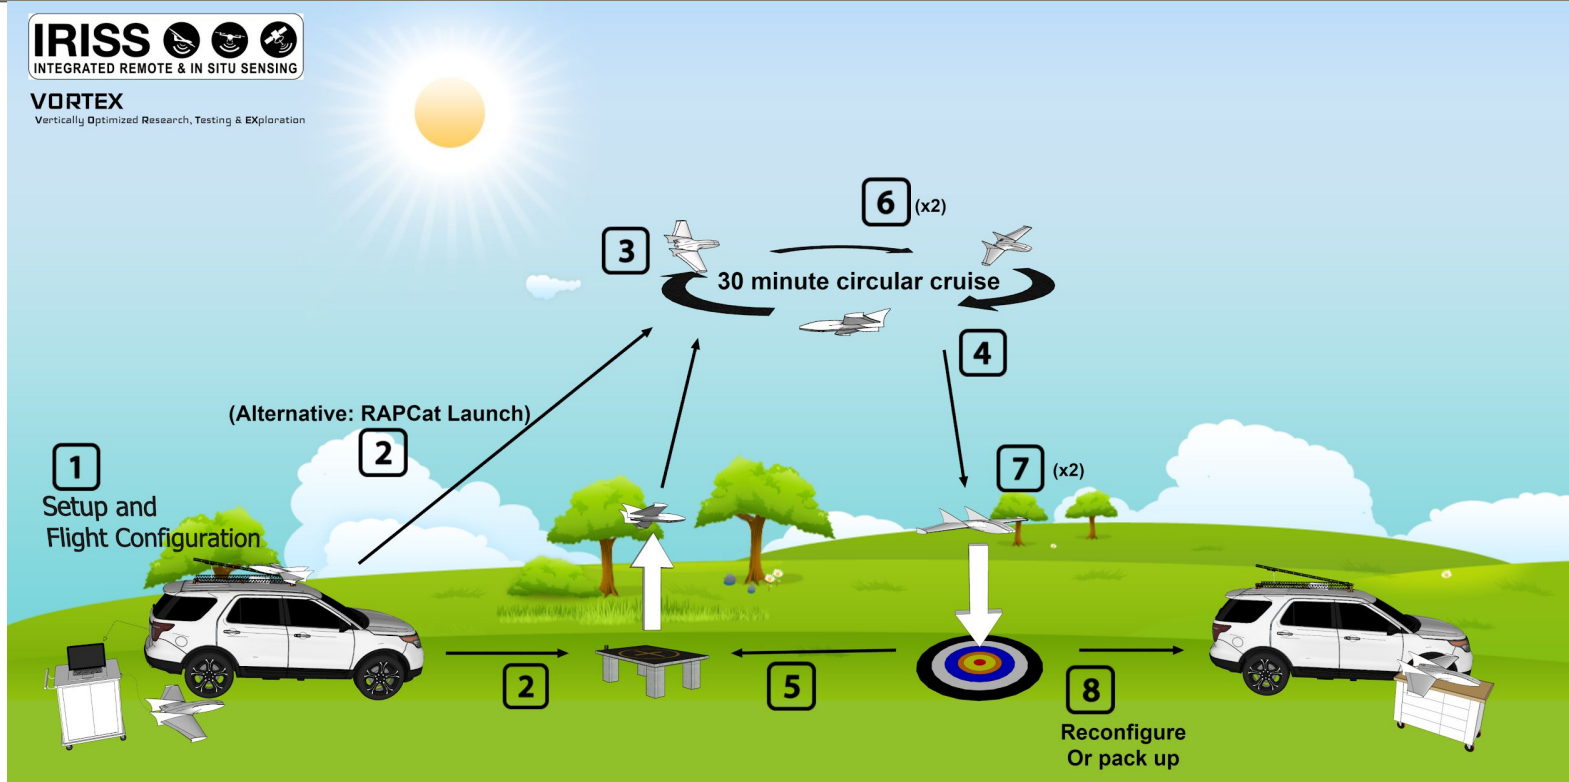 IRISS
INTEGRATED REMOTE & IN SITU SENSING
VORTEX
Vertically Optimized Research, Testing & EXploration
6 (x2)
3
30 minute circular cruise
4
(Alternative: RAPCat Launch)
2
1
Setup and
Flight Configuration
7 (x2)
2
5
8
Reconfigure
Or pack up